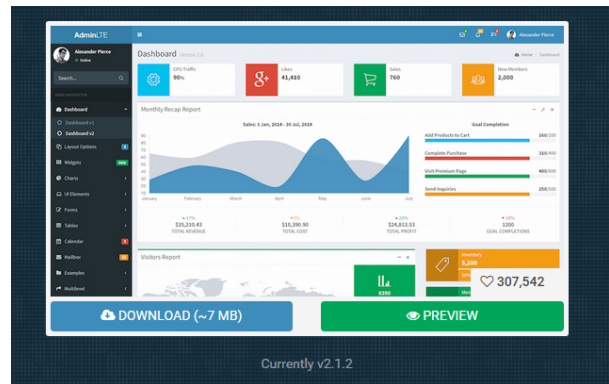 AdminLTE
Alexander Pierce
Alexander Pierce
Online
Search...
Dashboard
Dashboard v1
Dashboard v2
Layout Options
Widgets
Charts
UI Elements
Forms
Tables
Calendar
Mailbox
Examples
Multilevel
Dashboard Version 2.0
Home > Dashboard
CPU Traffic
90%
Likes
41,410
Sales
760
New Members
2,000
Monthly Recap Report
Sales: 1 Jan, 2014 - 30 Jul, 2014
Goal Completion
Add Products to Cart 160/200
Complete Purchase 310/400
Visit Premium Page 480/800
Send Inquiries 250/500
January February March April May June July
17%
$35,210.43
TOTAL REVENUE
0%
$10,390.90
TOTAL COST
20%
$24,813.53
TOTAL PROFIT
18%
1200
GOAL COMPLETIONS
Visitors Report
8390
Inventory
5,200
307,542
DOWNLOAD (~7 MB)
PREVIEW
Currently v2.1.2